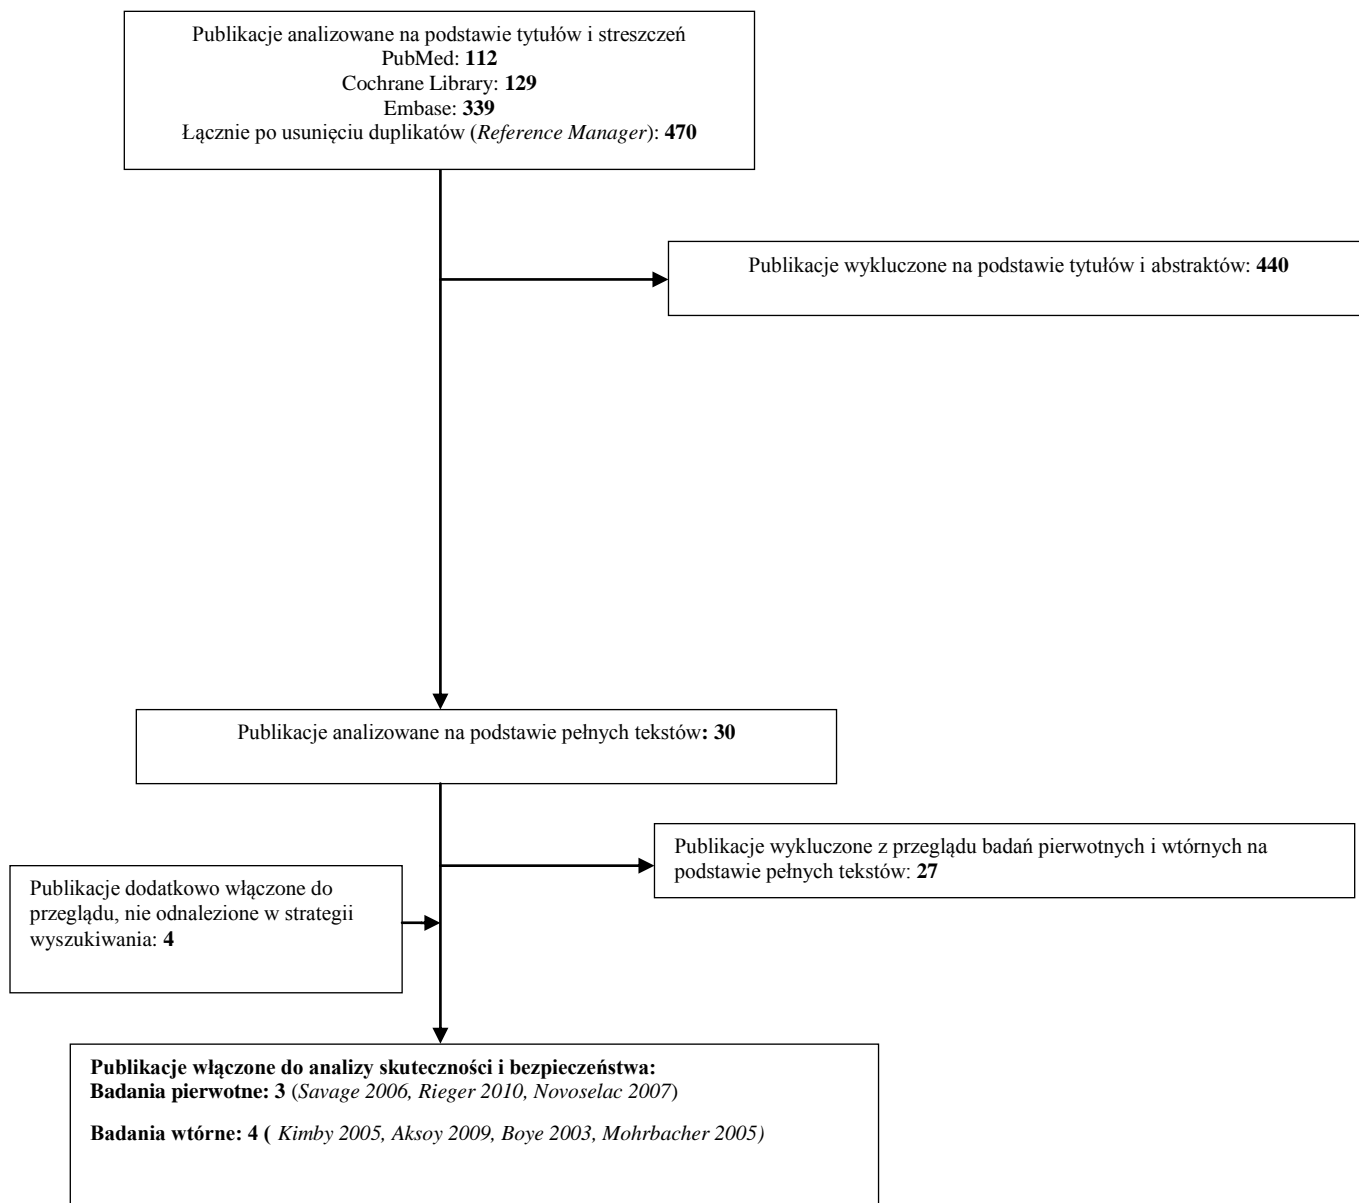 Publikacje analizowane na podstawie tytułów i streszczeń
PubMed: 112
Cochrane Library: 129
Embase: 339
Łącznie po usunięciu duplikatów (Reference Manager): 470
Publikacje wykluczone na podstawie tytułów i abstraktów: 440
Publikacje analizowane na podstawie pełnych tekstów: 30
Publikacje wykluczone z przeglądu badań pierwotnych i wtórnych na
podstawie pełnych tekstów: 27
Publikacje dodatkowo włączone do
przeglądu, nie odnalezione w strategii
wyszukiwania: 4
Publikacje włączone do analizy skuteczności i bezpieczeństwa:
Badania pierwotne: 3 (Savage 2006, Rieger 2010, Novoselac 2007)
Badania wtórne: 4 ( Kimby 2005, Aksoy 2009, Boye 2003, Mohrbacher 2005)